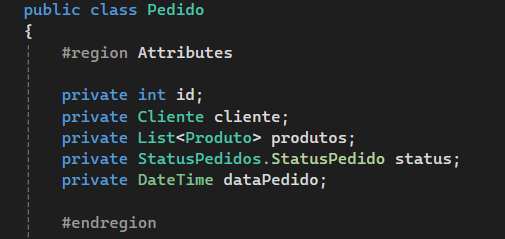 public class Pedido
{
#region Attributes
private int id;
private Cliente cliente;
private List<Produto> produtos;
private StatusPedidos.StatusPedido status;
private DateTime dataPedido;
#endregion